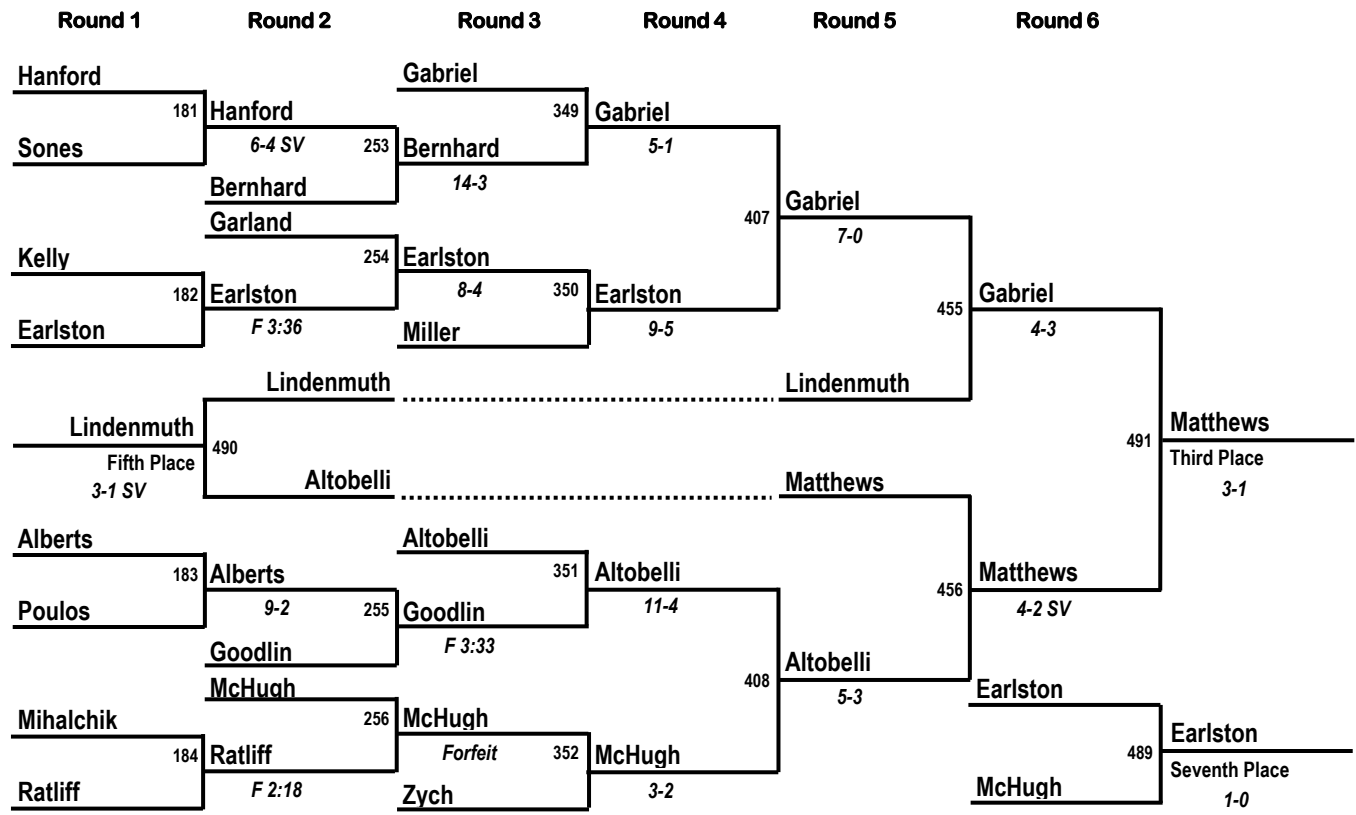 Round 1 Round 2 Round 3 Round 4 Round 5 Round 6
Hanford
181
Sones
Hanford
6-4 SV
253
Bernhard
Gabriel
349
Bernhard
14-3
Gabriel
5-1
Kelly
182
Earlston
Garland
254
Earlston
F 3:36
Earlston
8-4
350
Miller
Earlston
9-5
407
Gabriel
7-0
455
Lindenmuth
Gabriel
4-3
Lindenmuth
Lindenmuth
490
Fifth Place
3-1 SV
Altobelli
Matthews
491
Matthews
Third Place
3-1
Alberts
183
Poulos
Alberts
9-2
255
Goodlin
Altobelli
351
Goodlin
F 3:33
Altobelli
11-4
456
Matthews
4-2 SV
Mihalchik
184
Ratliff
McHugh
256
Ratliff
F 2:18
McHugh
Forfeit
352
Zych
McHugh
3-2
408
Altobelli
5-3
Earlston
489
McHugh
Earlston
Seventh Place
1-0